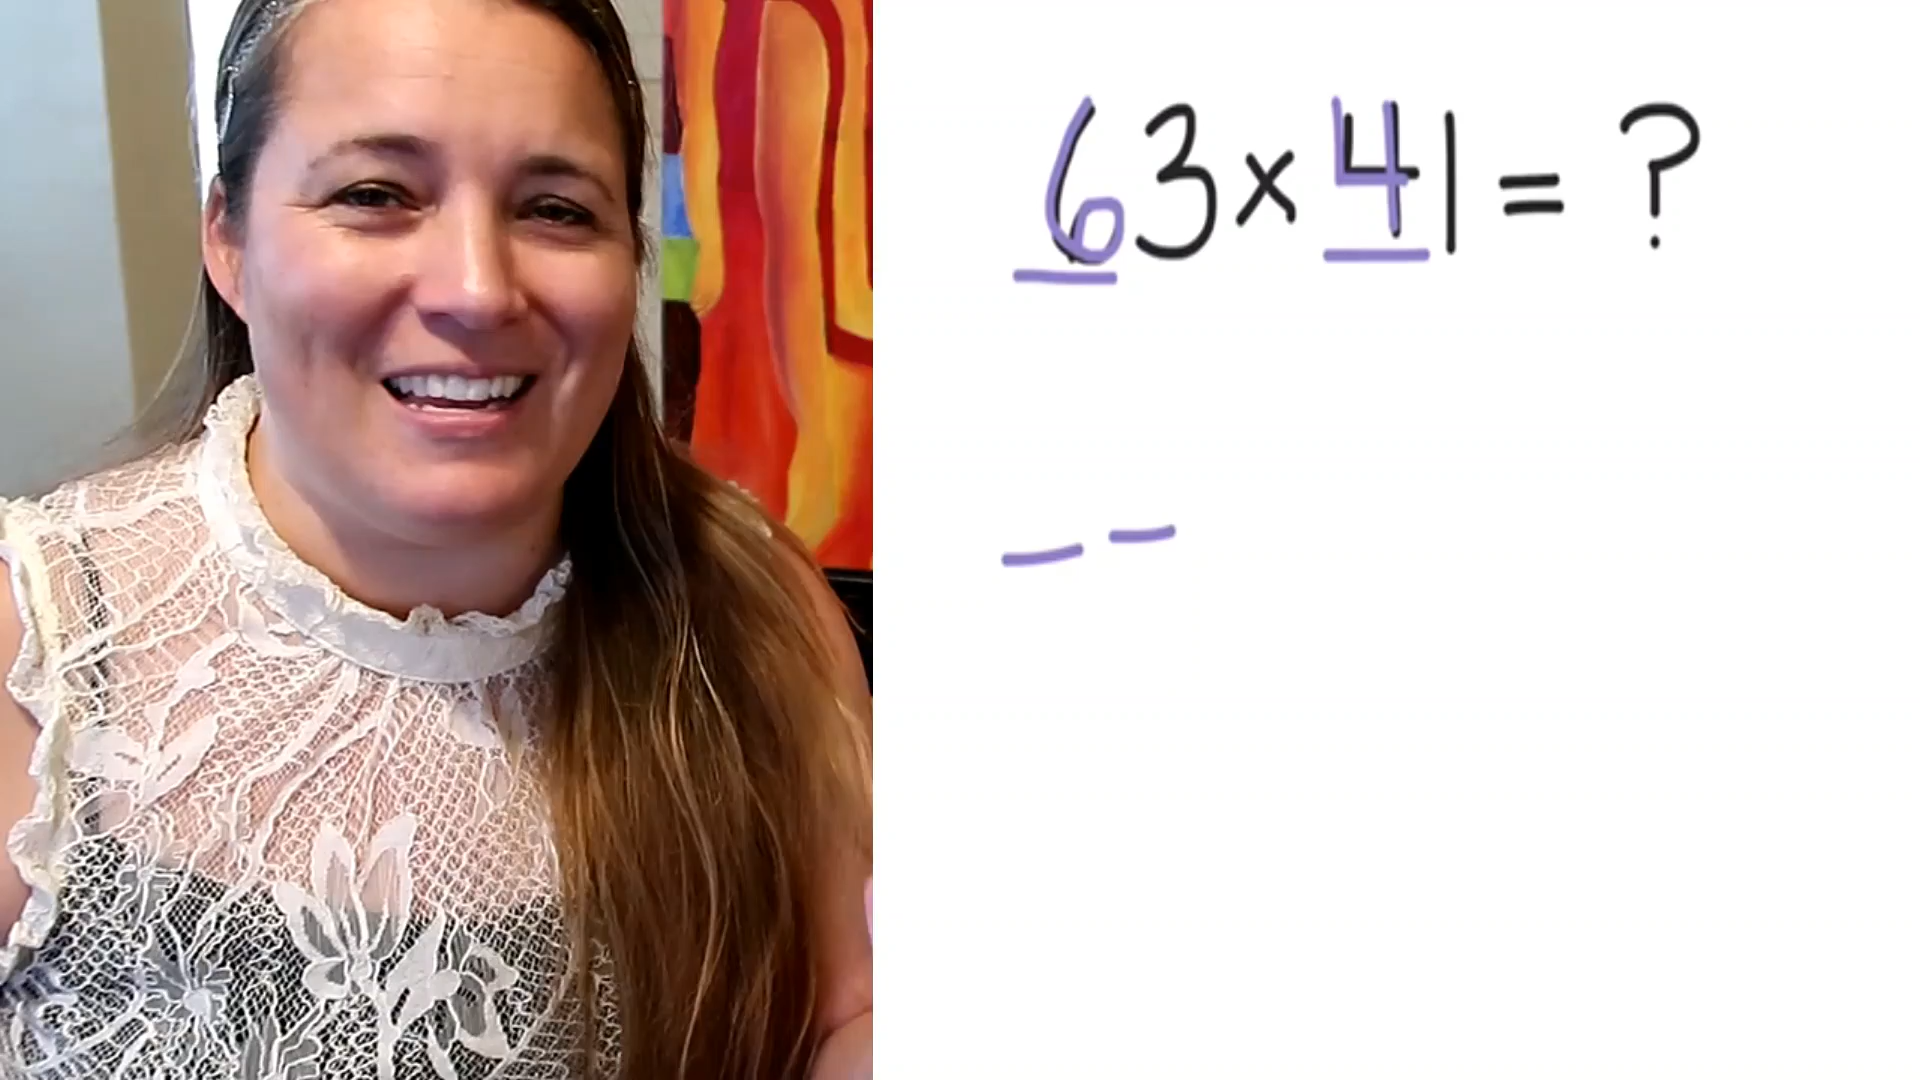 63 x 41 = ?
_ _